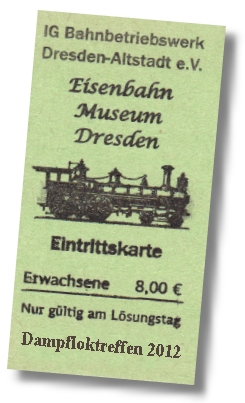 IG Bahnbetriebswerk
Dresden-Altstadt e.V.
Eisenbahn
Museum
Dresden
Eintrittskarte
Erwachsene 8,00 €
Nur gültig am Lösungstag
Dampfloktreffen 2012